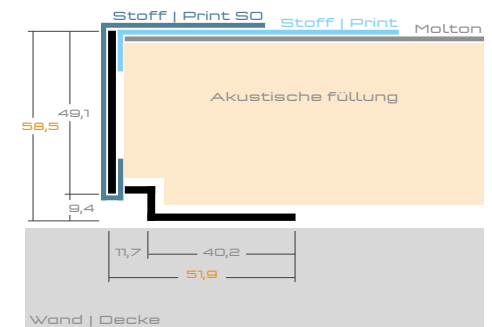 Stoff | Print SO
Stoff | Print
Molton
Akustische füllung
49,1
58,5
9,4
11,7
40,2
51,9
Wand | Decke